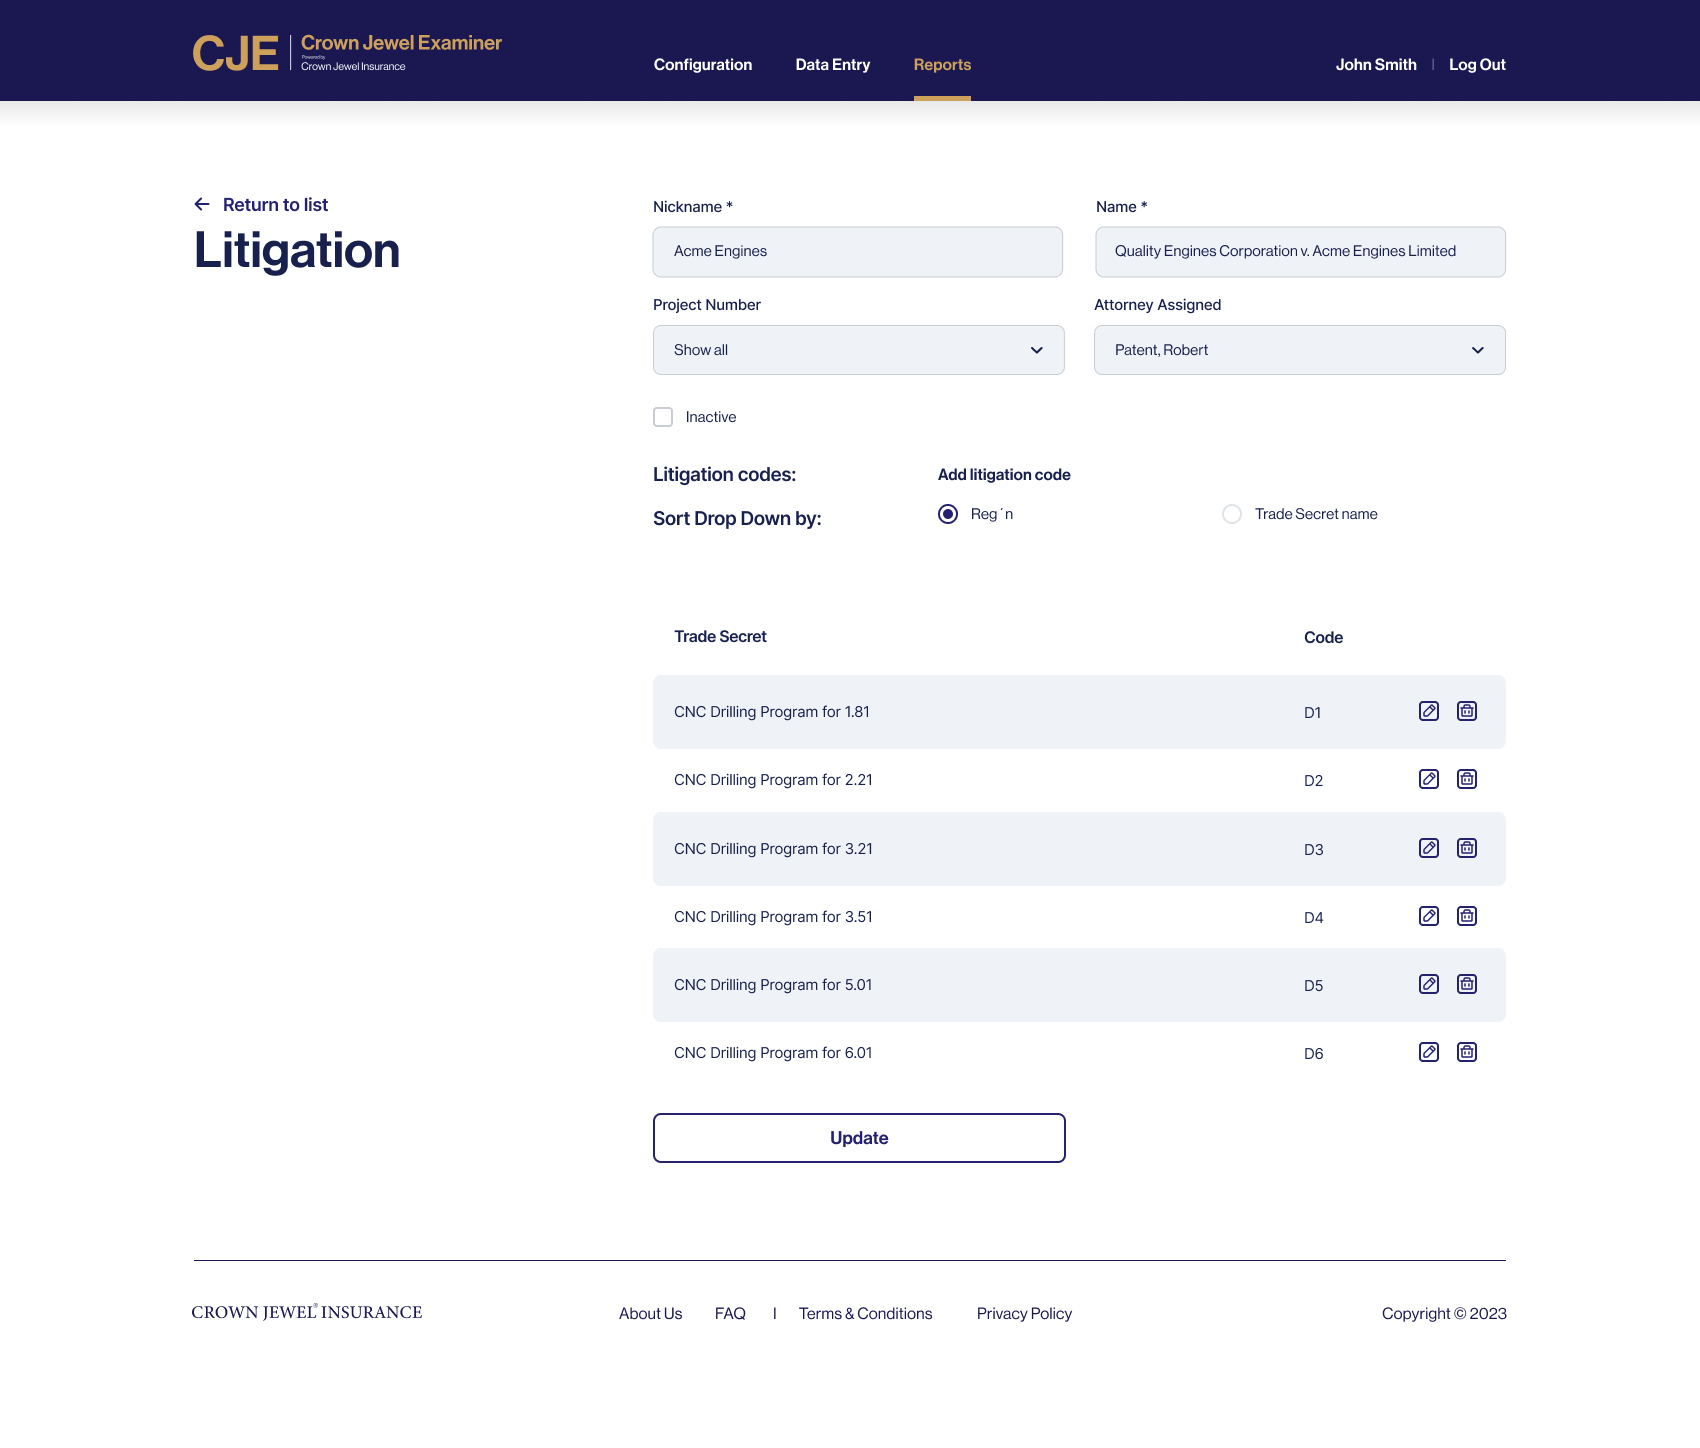 CJE
Crown Jewel Examiner
Powered by
Crown Jewel Insurance
Configuration
Data Entry
Reports
John Smith | Log Out
Return to list
Litigation
Nickname *
Acme Engines
Name *
Quality Engines Corporation v. Acme Engines Limited
Project Number
Show all
Attorney Assigned
Patent, Robert
Inactive
Litigation codes:
Add litigation code
Sort Drop Down by:
Reg´n
Trade Secret name
Trade Secret
Code
CNC Drilling Program for 1.81
D1
CNC Drilling Program for 2.21
D2
CNC Drilling Program for 3.21
D3
CNC Drilling Program for 3.51
D4
CNC Drilling Program for 5.01
D5
CNC Drilling Program for 6.01
D6
Update
CROWN JEWEL® INSURANCE
About Us
FAQ
|
Terms & Conditions
Privacy Policy
Copyright © 2023